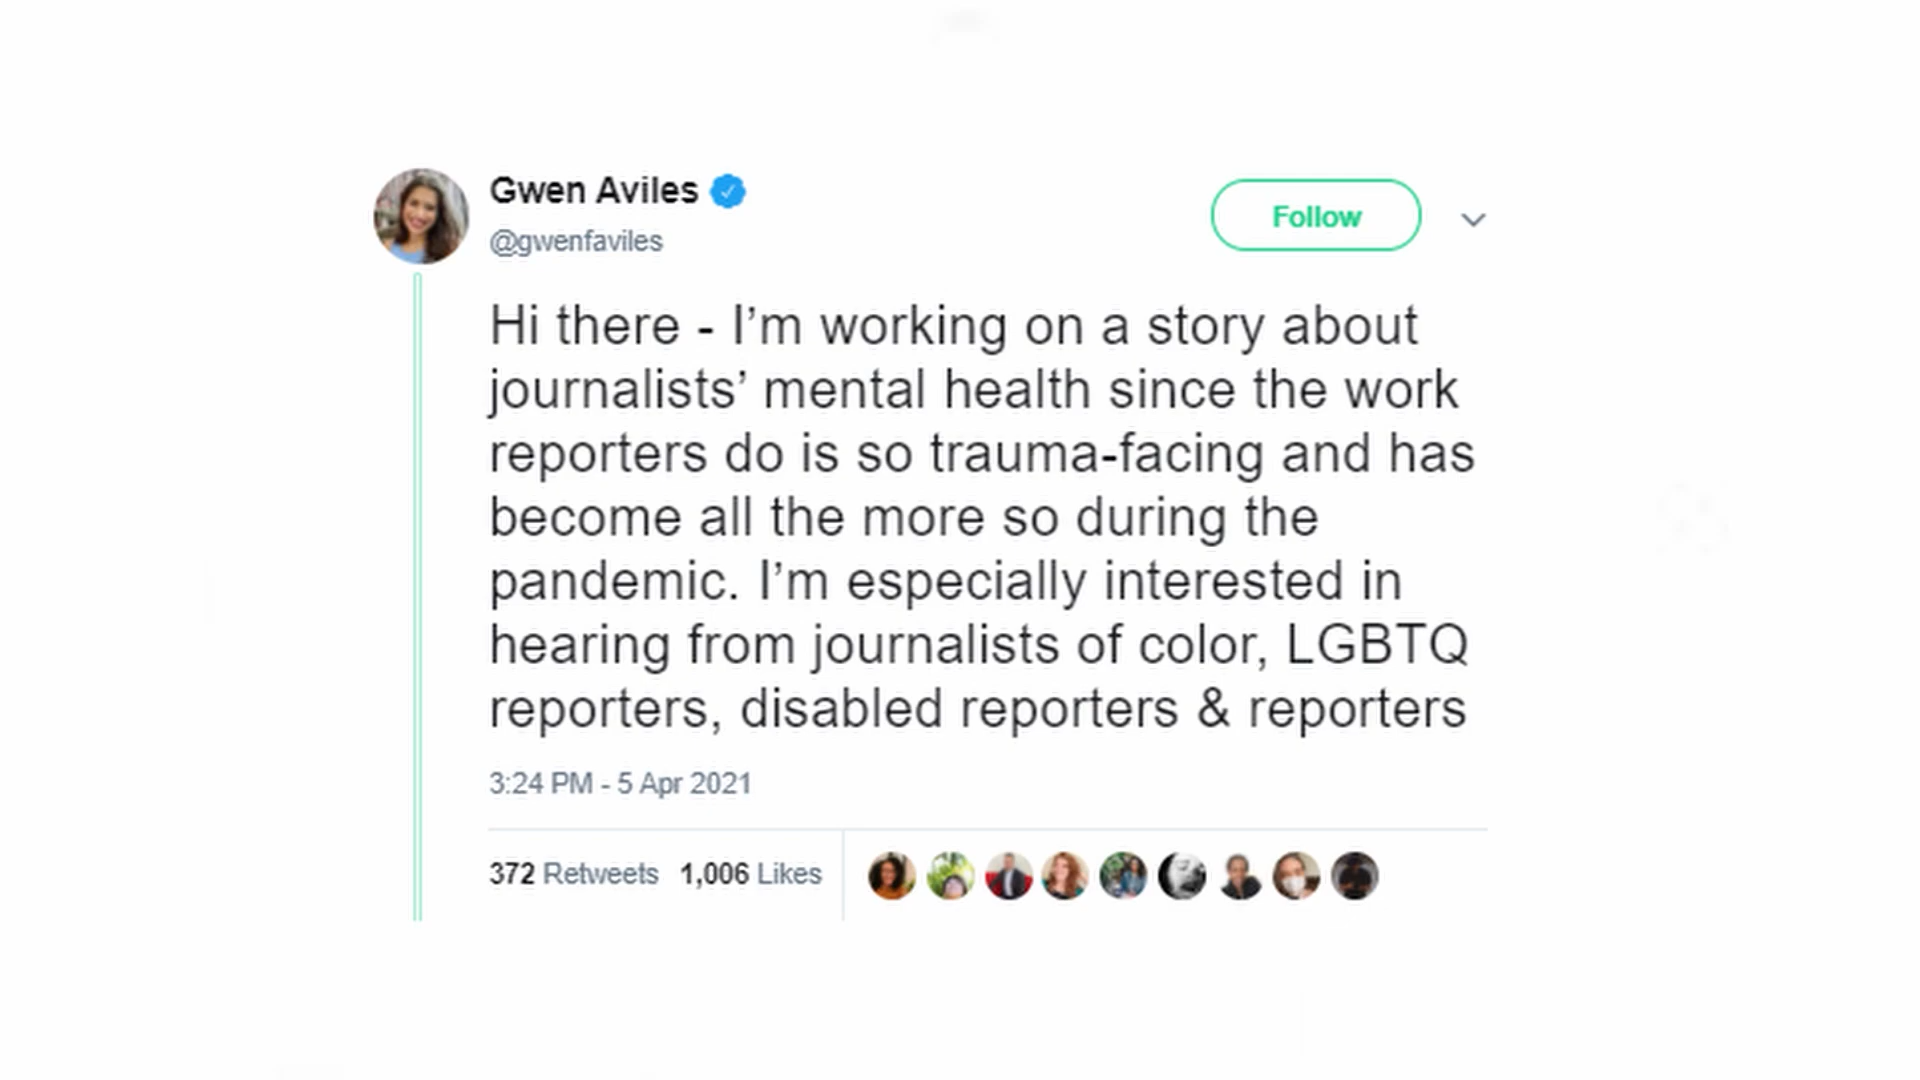 Gwen Aviles
@gwenfaviles
Follow
Hi there - I’m working on a story about
journalists’ mental health since the work
reporters do is so trauma-facing and has
become all the more so during the
pandemic. I’m especially interested in
hearing from journalists of color, LGBTQ
reporters, disabled reporters & reporters
3:24 PM - 5 Apr 2021
372 Retweets 1,006 Likes